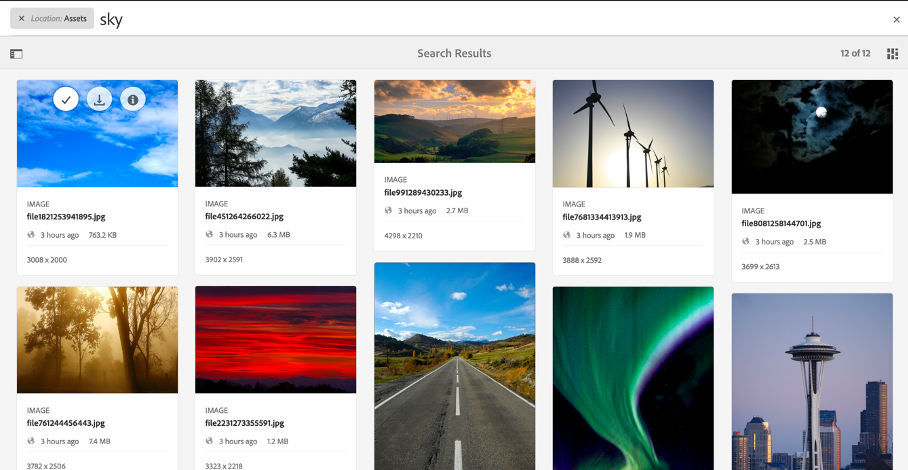 Location: Assets sky
Search Results
12 of 12
IMAGE
file1821253941895.jpg
3 hours ago 763.2 KB
3008 x 2000
IMAGE
file451264266022.jpg
3 hours ago 6.3 MB
3902 x 2591
IMAGE
file991289430233.jpg
3 hours ago 2.7 MB
4298 x 2210
IMAGE
file7681334413913.jpg
3 hours ago 1.9 MB
3888 x 2592
IMAGE
file8081258144701.jpg
3 hours ago 2.5 MB
3699 x 2613
IMAGE
file761244456443.jpg
3 hours ago 7.4 MB
3782 x 2506
IMAGE
file2231273355591.jpg
3 hours ago 1.2 MB
3323 x 2218